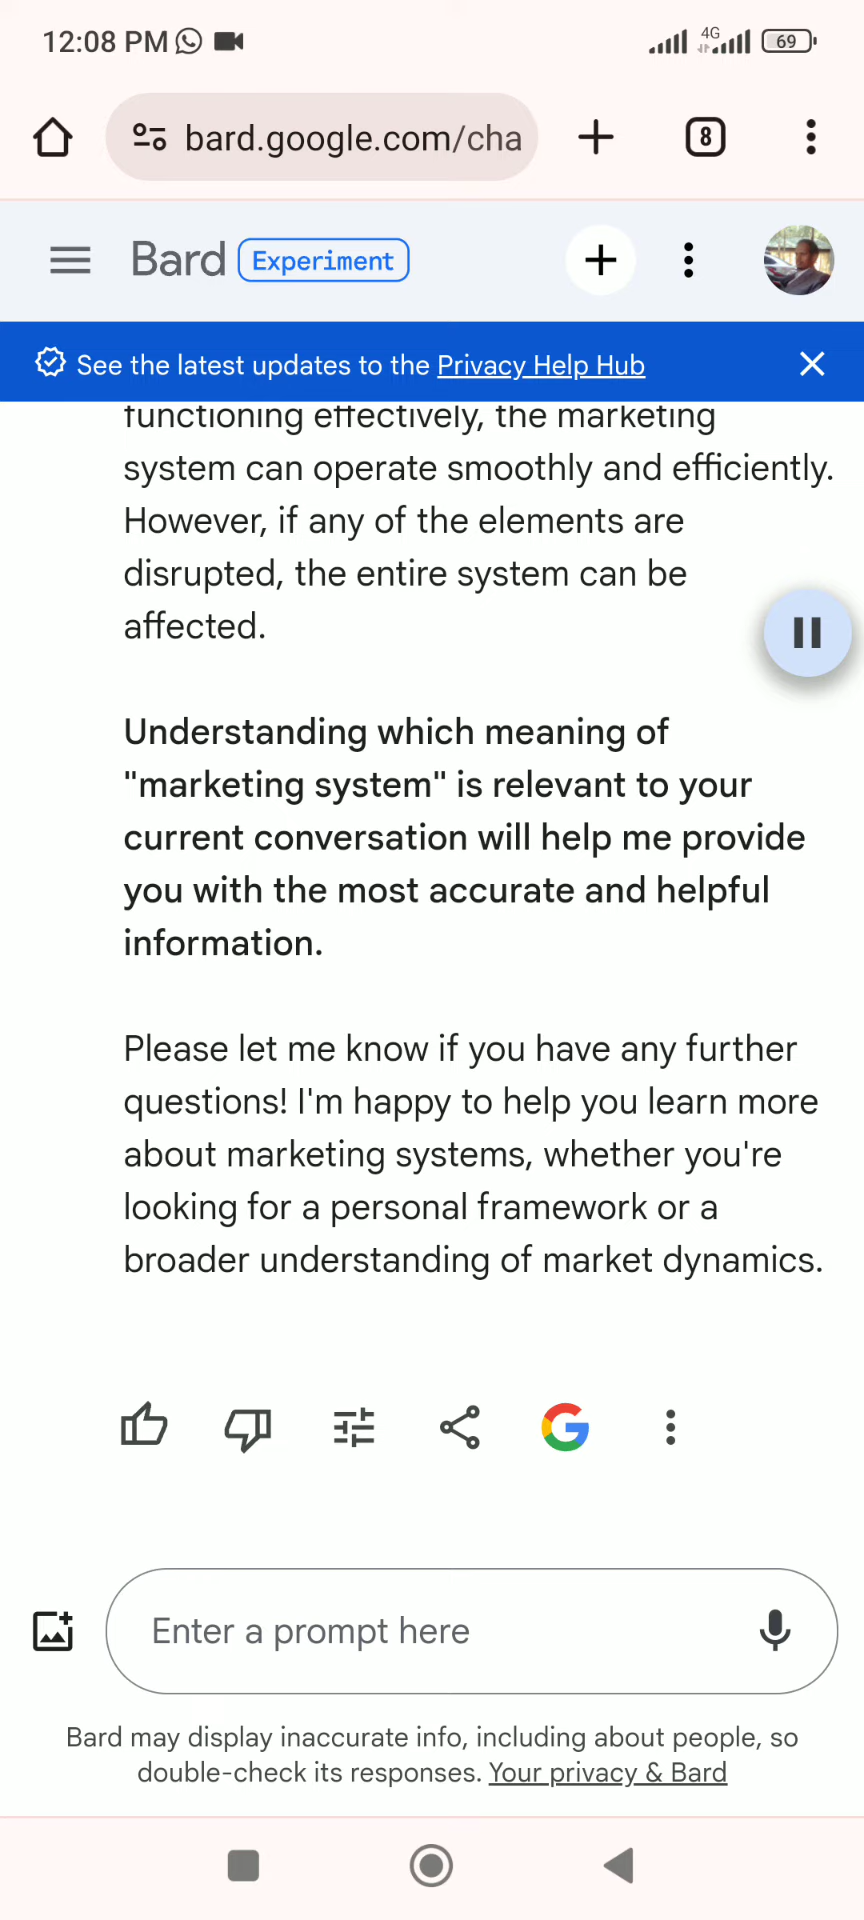 12:08 PM
4G
69
bard.google.com/cha
8
Bard Experiment
See the latest updates to the Privacy Help Hub
functioning effectively, the marketing
system can operate smoothly and efficiently.
However, if any of the elements are
disrupted, the entire system can be
affected.
Understanding which meaning of
"marketing system" is relevant to your
current conversation will help me provide
you with the most accurate and helpful
information.
Please let me know if you have any further
questions! I'm happy to help you learn more
about marketing systems, whether you're
looking for a personal framework or a
broader understanding of market dynamics.
Enter a prompt here
Bard may display inaccurate info, including about people, so
double-check its responses. Your privacy & Bard